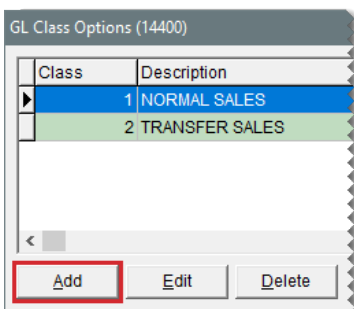 GL Class Options (14400)
Class Description
1 NORMAL SALES
2 TRANSFER SALES
Add Edit Delete